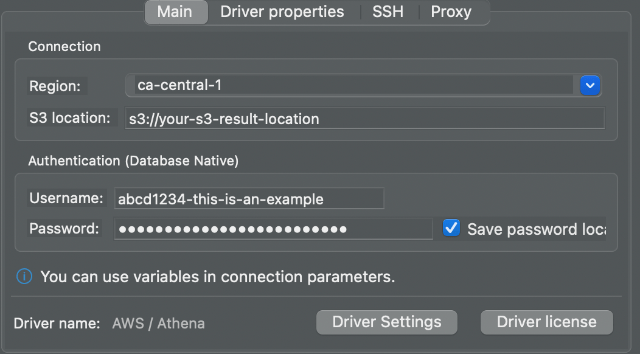 Main Driver properties SSH Proxy
Connection
Region: ca-central-1
S3 location: s3://your-s3-result-location
Authentication (Database Native)
Username: abcd1234-this-is-an-example
Password: ●●●●●●●●●●●●●●●●●●●●●●●●● Save password loca
You can use variables in connection parameters.
Driver name: AWS / Athena Driver Settings Driver license